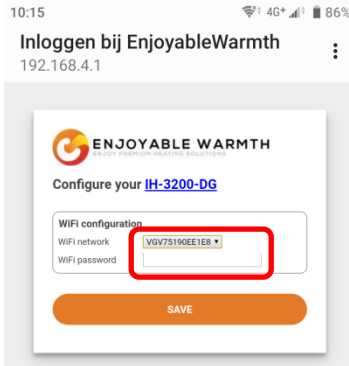 10:15 4G+ 86%
Inloggen bij EnjoyableWarmth
192.168.4.1
ENJOYABLE WARMTH
ENJOY PREMIUM HEATING SOLUTIONS
Configure your IH-3200-DG
WiFi configuration
WiFi network VGV75190EE1E8
WiFi password
SAVE